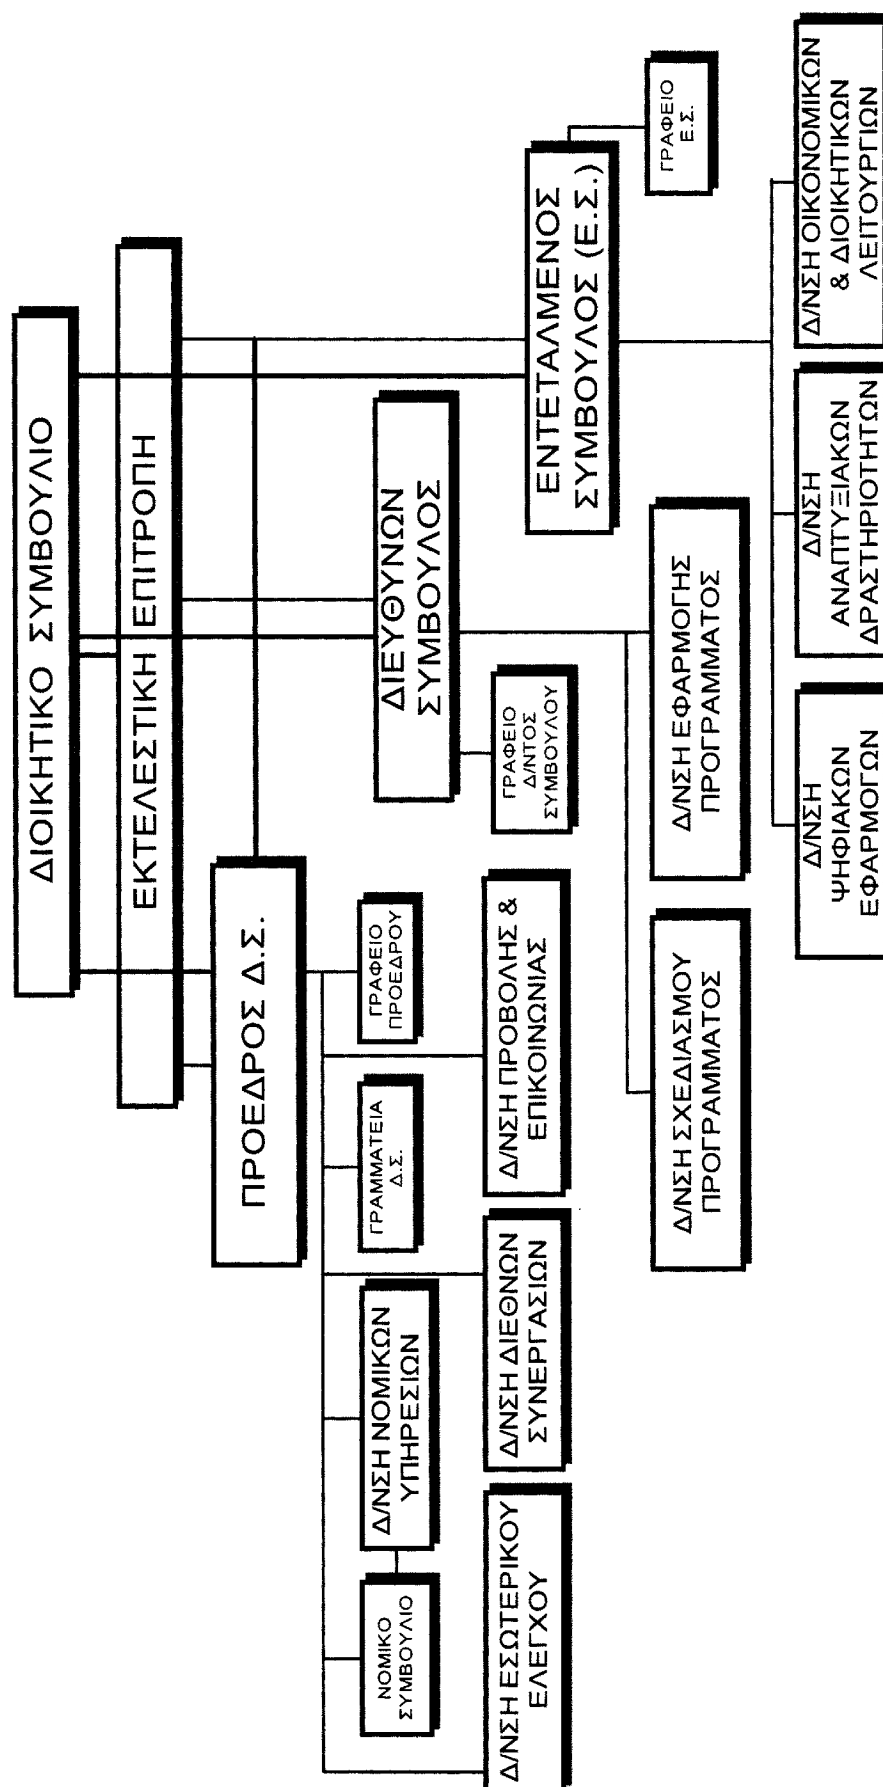 ΔΙΟΙΚΗΤΙΚΟ ΣΥΜΒΟΥΛΙΟ
ΕΚΤΕΛΕΣΤΙΚΗ ΕΠΙΤΡΟΠΗ
ΠΡΟΕΔΡΟΣ Δ.Σ.
ΝΟΜΙΚΟ
ΣΥΜΒΟΥΛΙΟ
Δ/ΝΣΗ ΝΟΜΙΚΩΝ
ΥΠΗΡΕΣΙΩΝ
ΓΡΑΜΜΑΤΕΙΑ
Δ.Σ.
ΓΡΑΦΕΙΟ
ΠΡΟΕΔΡΟΥ
ΔΙΕΥΘΥΝΩΝ
ΣΥΜΒΟΥΛΟΣ
Δ/ΝΣΗ ΕΣΩΤΕΡΙΚΟΥ
ΕΛΕΓΧΟΥ
Δ/ΝΣΗ ΔΙΕΘΝΩΝ
ΣΥΝΕΡΓΑΣΙΩΝ
Δ/ΝΣΗ ΠΡΟΒΟΛΗΣ &
ΕΠΙΚΟΙΝΩΝΙΑΣ
ΓΡΑΦΕΙΟ
Δ/ΝΤΟΣ
ΣΥΜΒΟΥΛΟΥ
ΕΝΤΕΤΑΛΜΕΝΟΣ
ΣΥΜΒΟΥΛΟΣ (Ε.Σ.)
Δ/ΝΣΗ ΣΧΕΔΙΑΣΜΟΥ
ΠΡΟΓΡΑΜΜΑΤΟΣ
Δ/ΝΣΗ ΕΦΑΡΜΟΓΗΣ
ΠΡΟΓΡΑΜΜΑΤΟΣ
ΓΡΑΦΕΙΟ
Ε.Σ.
Δ/ΝΣΗ
ΨΗΦΙΑΚΩΝ
ΕΦΑΡΜΟΓΩΝ
Δ/ΝΣΗ
ΑΝΑΠΤΥΞΙΑΚΩΝ
ΔΡΑΣΤΗΡΙΟΤΗΤΩΝ
Δ/ΝΣΗ ΟΙΚΟΝΟΜΙΚΩΝ
& ΔΙΟΙΚΗΤΙΚΩΝ
ΛΕΙΤΟΥΡΓΙΩΝ